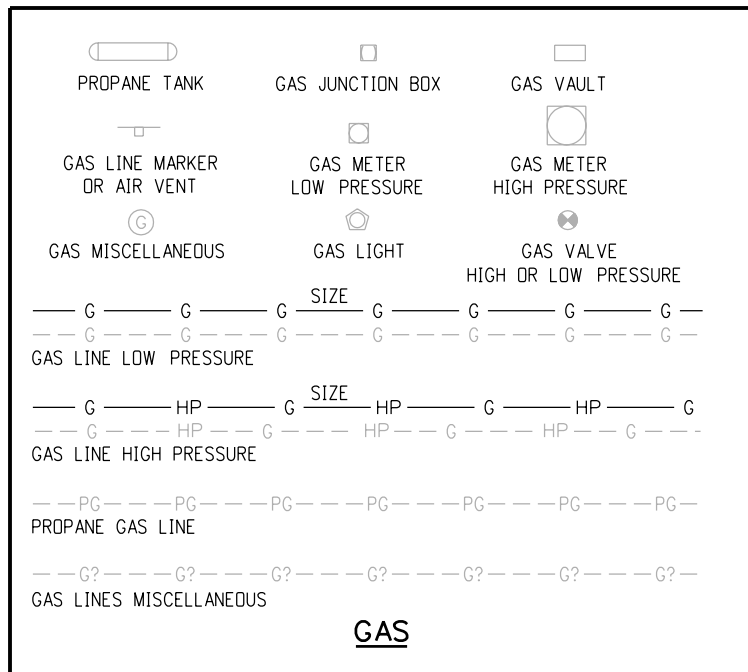 PROPANE TANK
GAS JUNCTION BOX
GAS VAULT
GAS LINE MARKER
OR AIR VENT
GAS METER
LOW PRESSURE
GAS METER
HIGH PRESSURE
G
GAS MISCELLANEOUS
GAS LIGHT
GAS VALVE
HIGH OR LOW PRESSURE
SIZE
G G G G G G G
G G G G G G G
GAS LINE LOW PRESSURE
SIZE
G HP G HP G HP G
G HP G HP G HP G
GAS LINE HIGH PRESSURE
PG PG PG PG PG PG PG
PROPANE GAS LINE
G? G? G? G? G? G? G?
GAS LINES MISCELLANEOUS
GAS